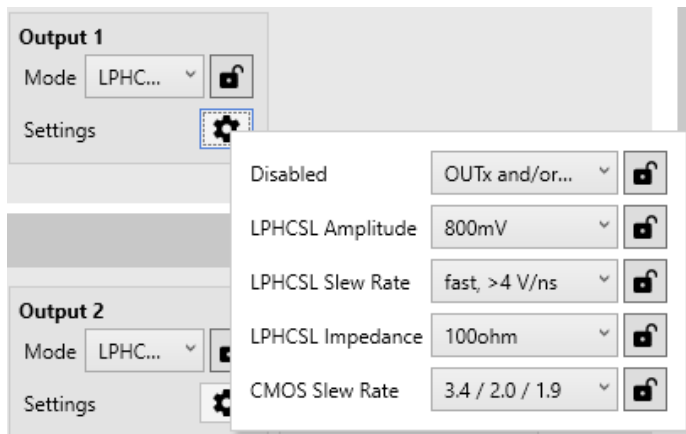 Output 1
Mode LPHC...
Settings
Disabled OUTx and/or...
LPHCSL Amplitude 800mV
LPHCSL Slew Rate fast, >4 V/ns
LPHCSL Impedance 100ohm
CMOS Slew Rate 3.4 / 2.0 / 1.9
Output 2
Mode LPHC...
Settings